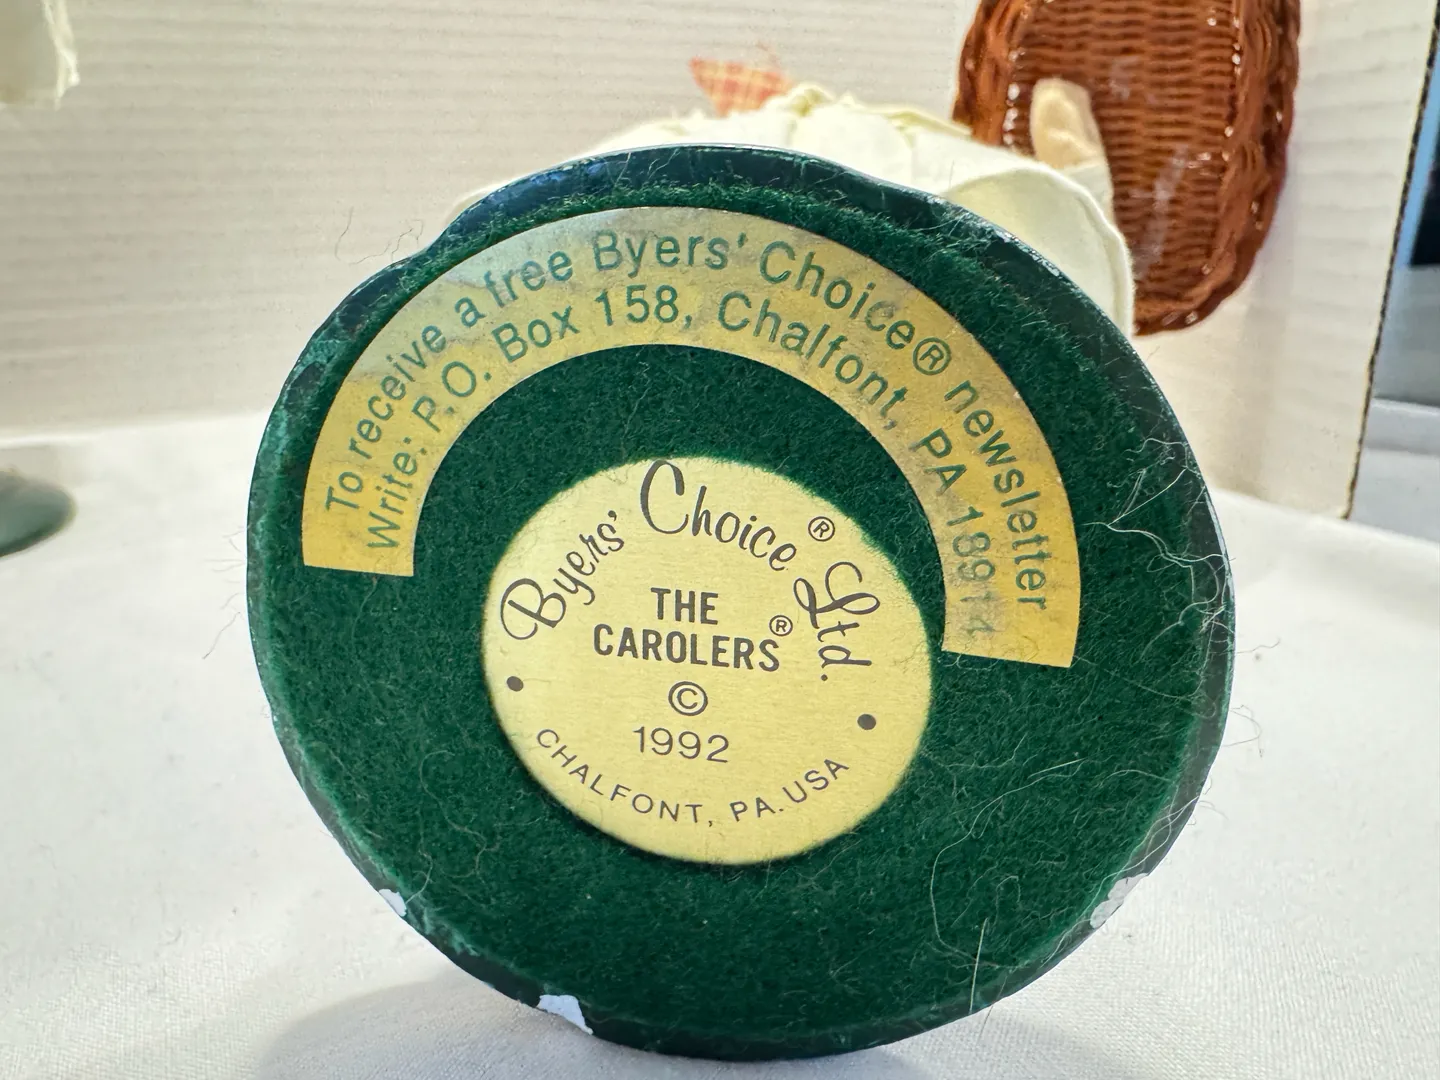 To receive a free Byers' Choice® newsletter
Write: P.O. Box 158, Chalfont, PA 18914
Byers' Choice® Ltd.
THE
CAROLERS®
©
1992
CHALFONT, PA. USA